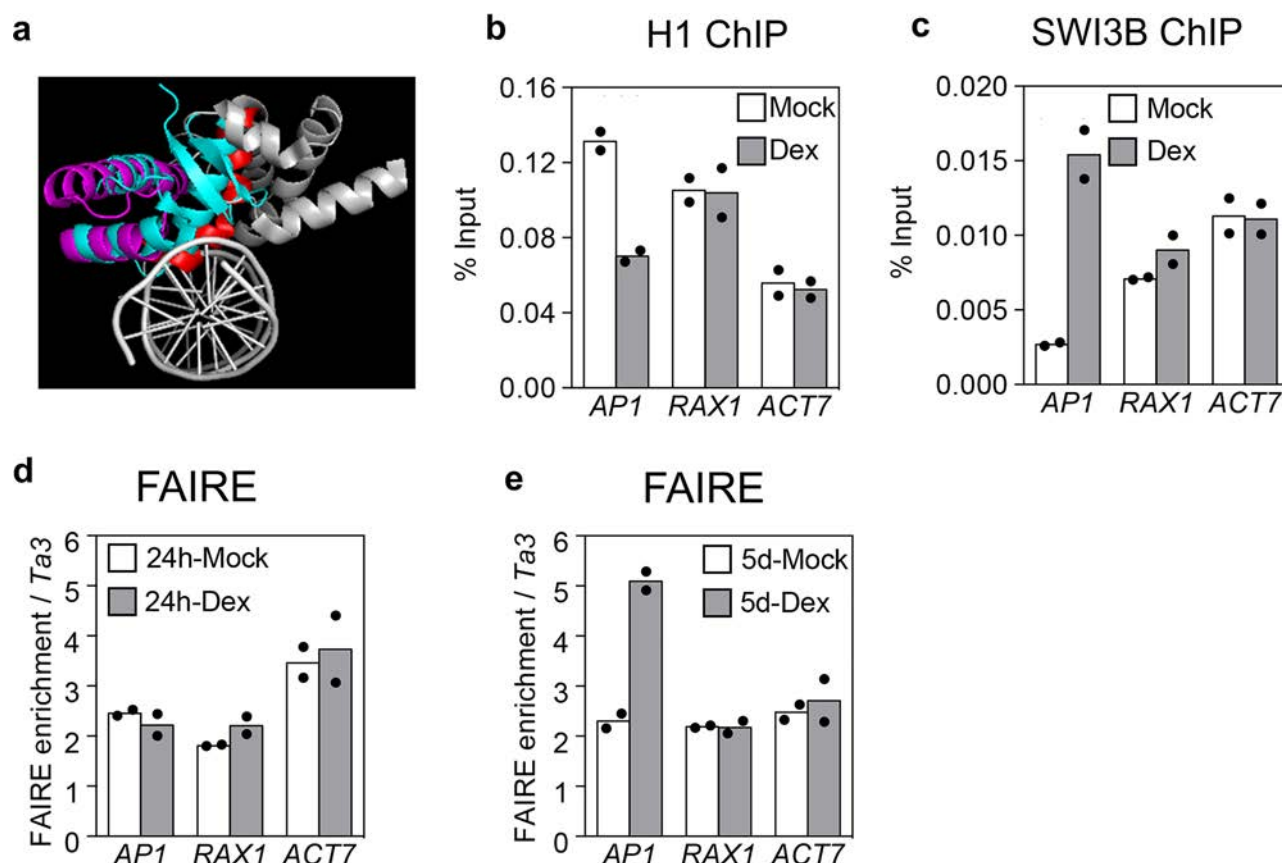 a
b
H1 ChIP
0.16
0.12
0.08
0.04
0.00
% Input
Mock
Dex
AP1 RAX1 ACT7
c
SWI3B ChIP
0.020
0.015
0.010
0.005
0.000
% Input
Mock
Dex
AP1 RAX1 ACT7
d
FAIRE
6
5
4
3
2
1
0
FAIRE enrichment / Ta3
24h-Mock
24h-Dex
AP1 RAX1 ACT7
e
FAIRE
6
5
4
3
2
1
0
FAIRE enrichment / Ta3
5d-Mock
5d-Dex
AP1 RAX1 ACT7